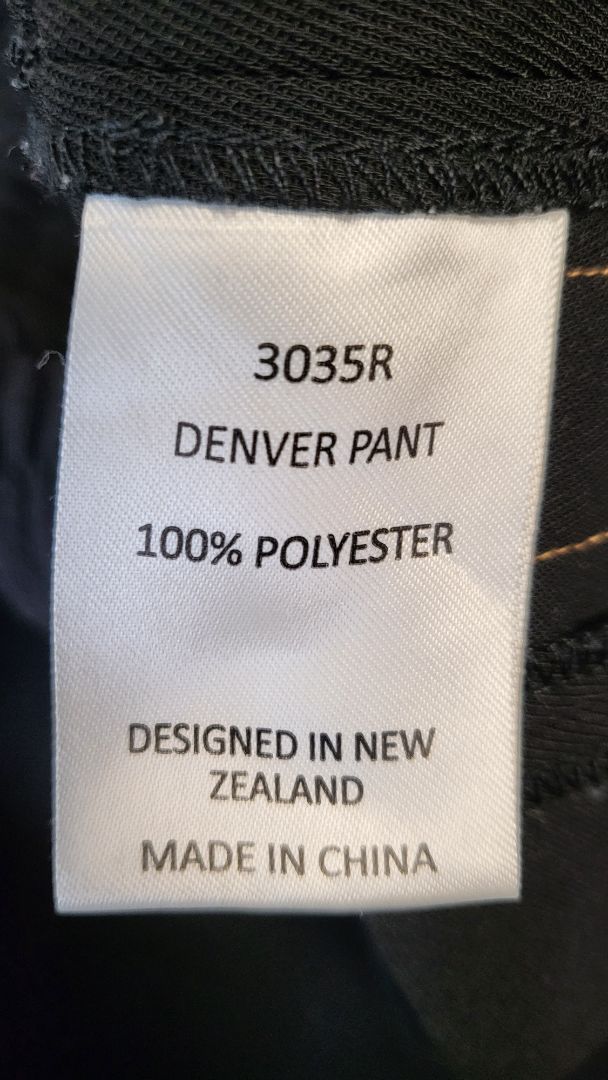 3035R
DENVER PANT
100% POLYESTER
DESIGNED IN NEW
ZEALAND
MADE IN CHINA